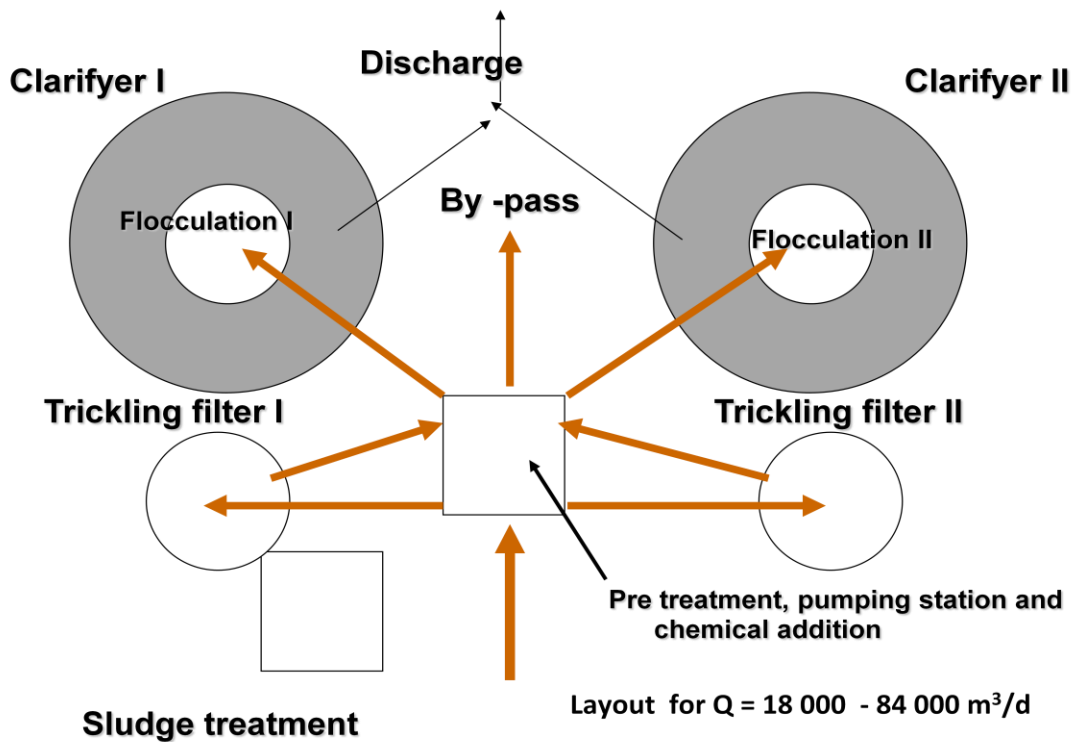 Discharge
Clarifyer I
Clarifyer II
By -pass
Flocculation I
Flocculation II
Trickling filter I
Trickling filter II
Pre treatment, pumping station and
chemical addition
Layout for Q = 18 000 - 84 000 m³/d
Sludge treatment